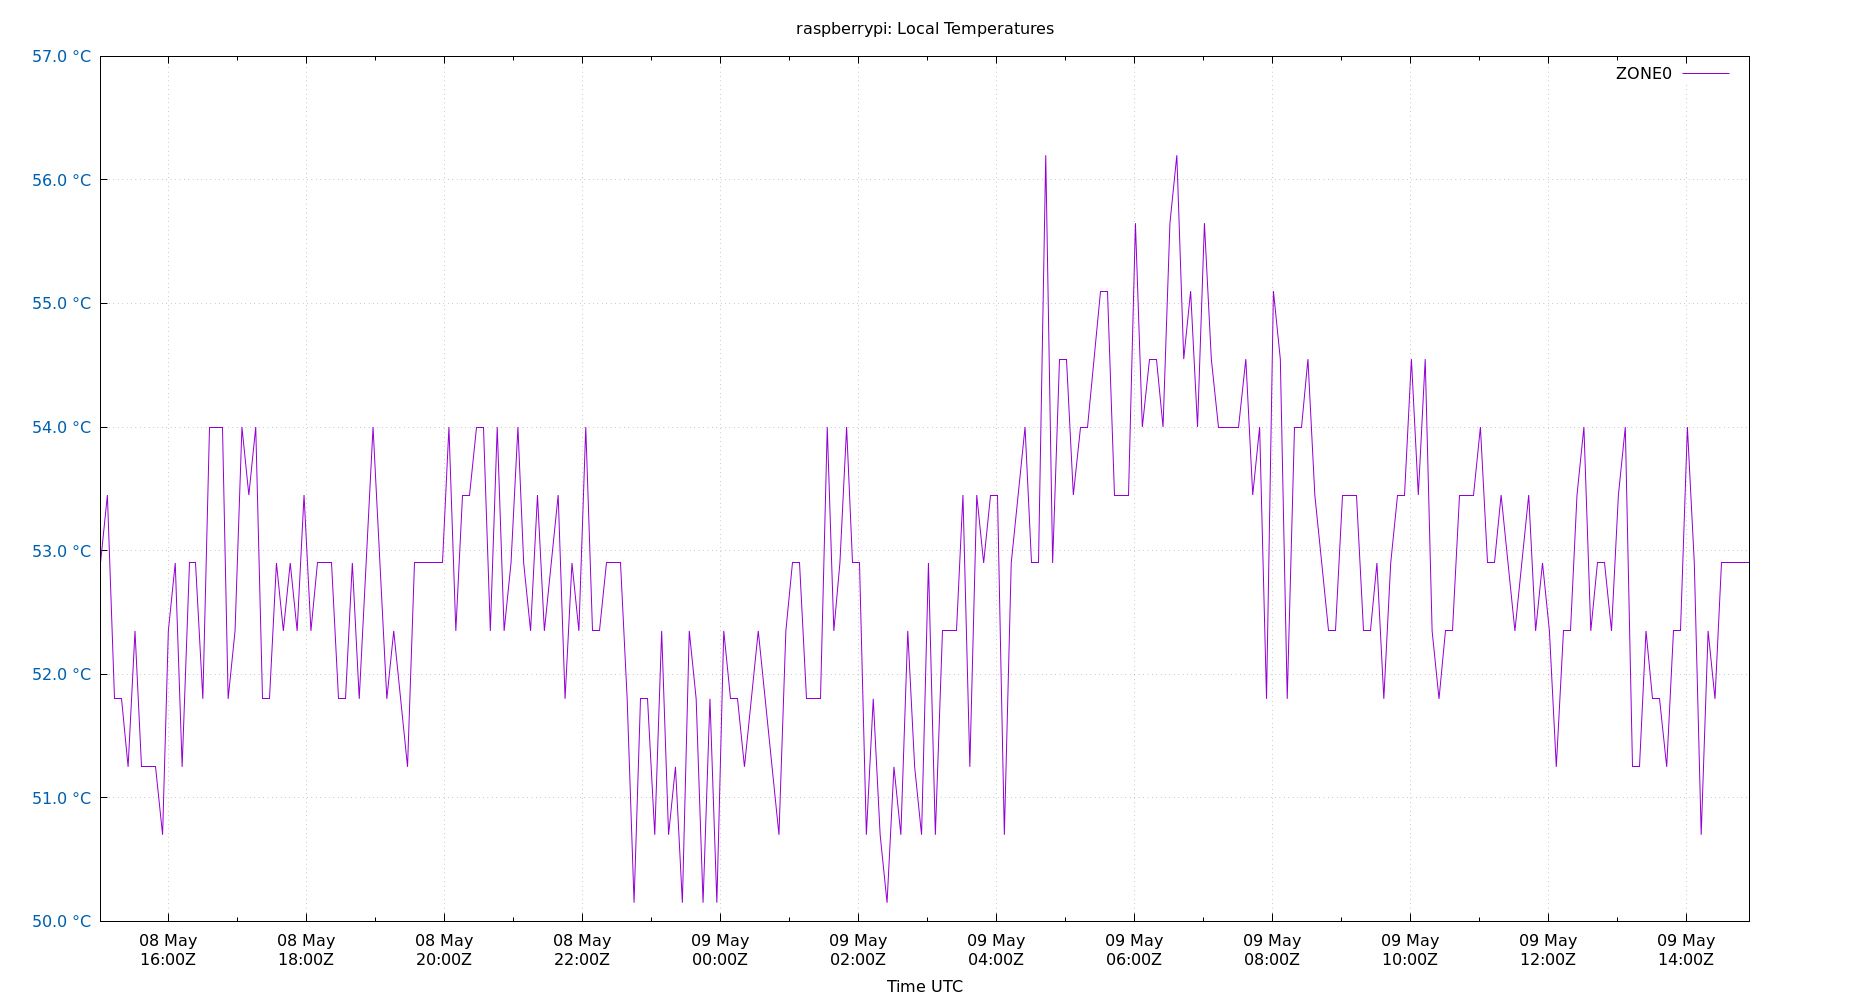 raspberrypi: Local Temperatures
57.0 °C
ZONE0
56.0 °C
55.0 °C
54.0 °C
53.0 °C
52.0 °C
51.0 °C
50.0 °C
08 May 08 May 08 May 08 May 09 May 09 May 09 May 09 May 09 May 09 May 09 May 09 May
16:00Z 18:00Z 20:00Z 22:00Z 00:00Z 02:00Z 04:00Z 06:00Z 08:00Z 10:00Z 12:00Z 14:00Z
Time UTC